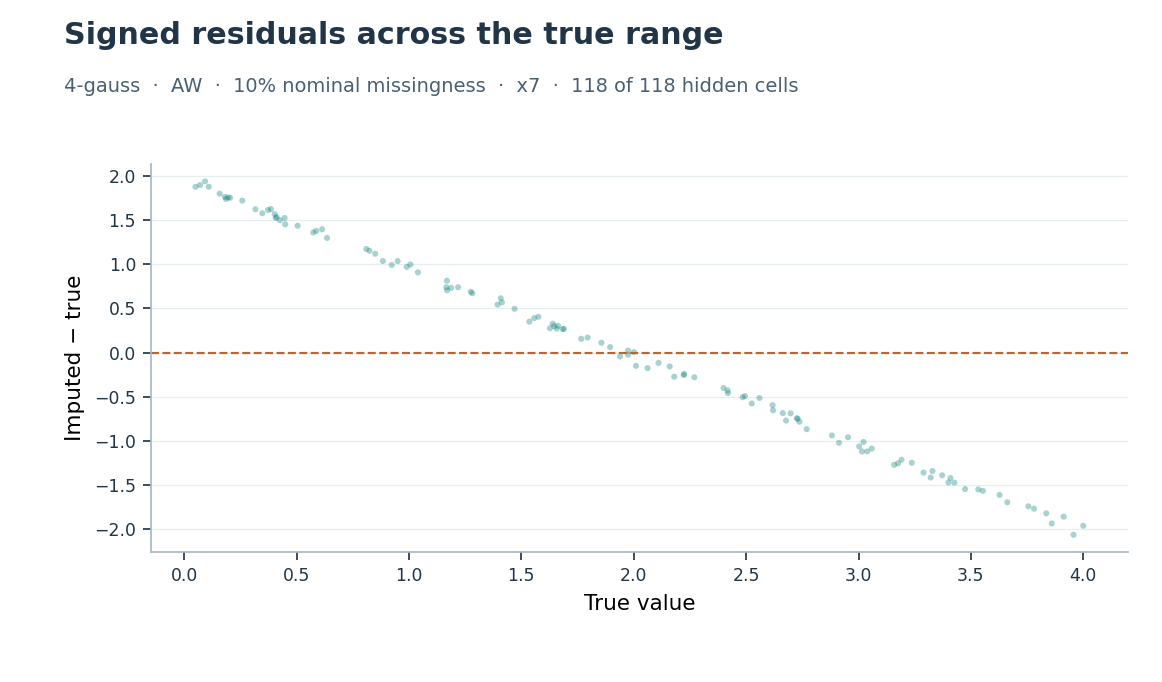 Signed residuals across the true range
4-gauss · AW · 10% nominal missingness · x7 · 118 of 118 hidden cells
2.0
1.5
1.0
0.5
0.0
−0.5
−1.0
−1.5
−2.0
Imputed − true
0.0 0.5 1.0 1.5 2.0 2.5 3.0 3.5 4.0
True value